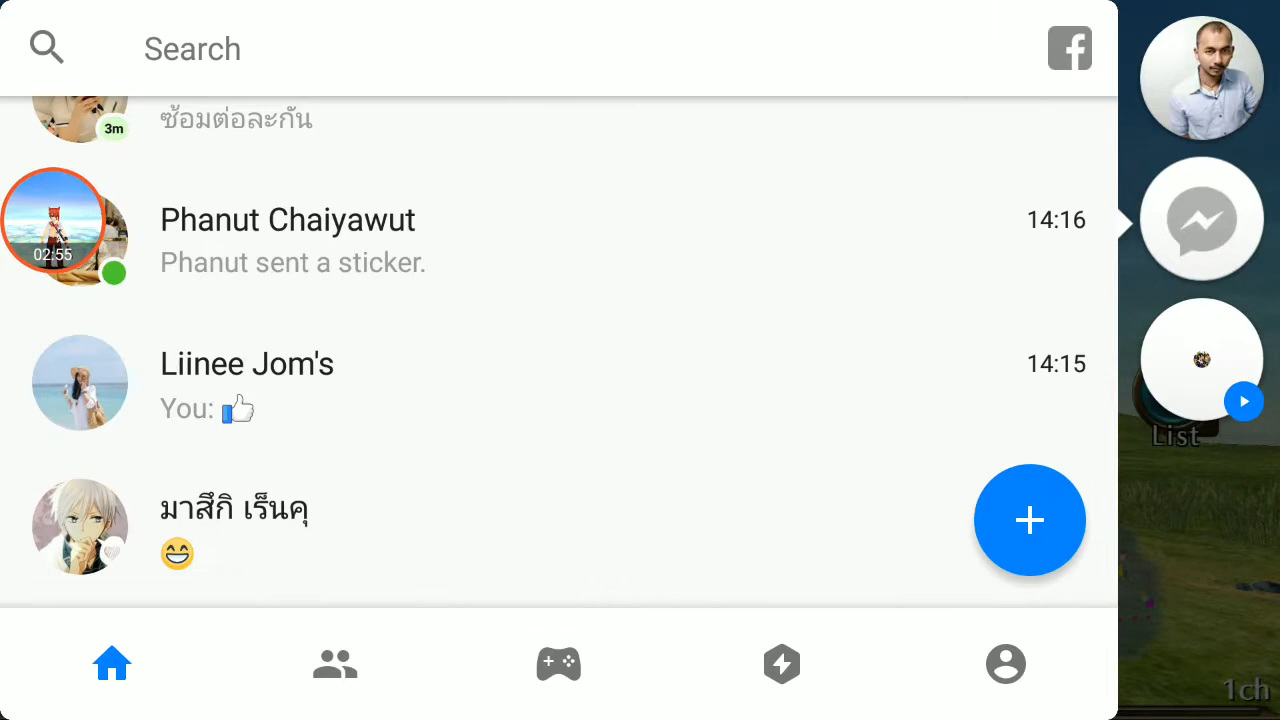 Search
ซ้อมต่อละกัน
3m
Phanut Chaiyawut
14:16
02:55
Phanut sent a sticker.
Liinee Jom's
14:15
You:
List
มาสึกิ เร็นคุ
1ch